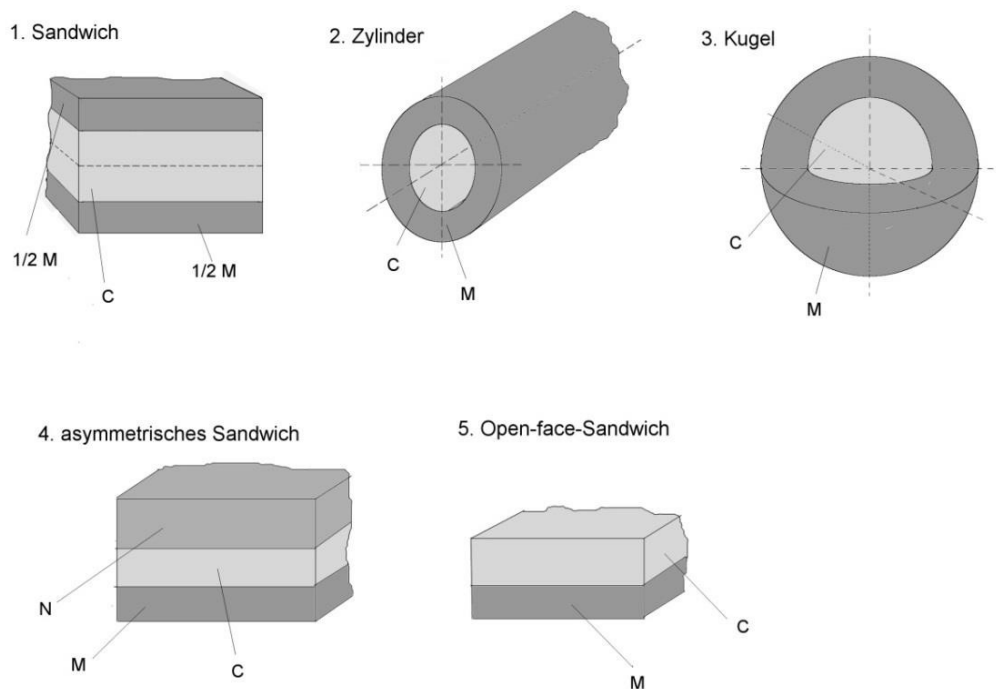 1. Sandwich
2. Zylinder
3. Kugel
1/2 M
1/2 M
C
C
M
C
M
4. asymmetrisches Sandwich
5. Open-face-Sandwich
N
M
C
C
M